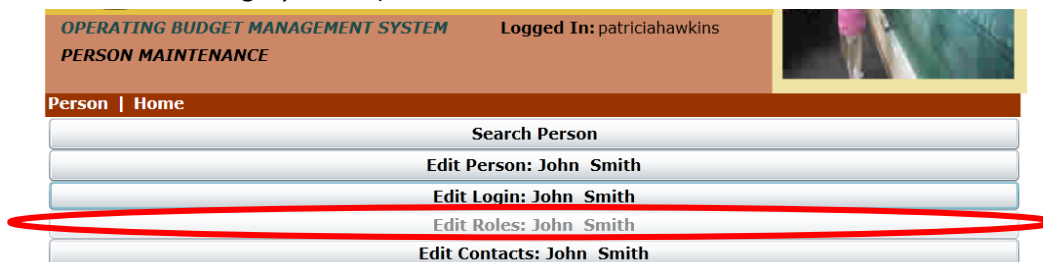 OPERATING BUDGET MANAGEMENT SYSTEM Logged In: patriciahawkins
PERSON MAINTENANCE
Person | Home
Search Person
Edit Person: John Smith
Edit Login: John Smith
Edit Roles: John Smith
Edit Contacts: John Smith